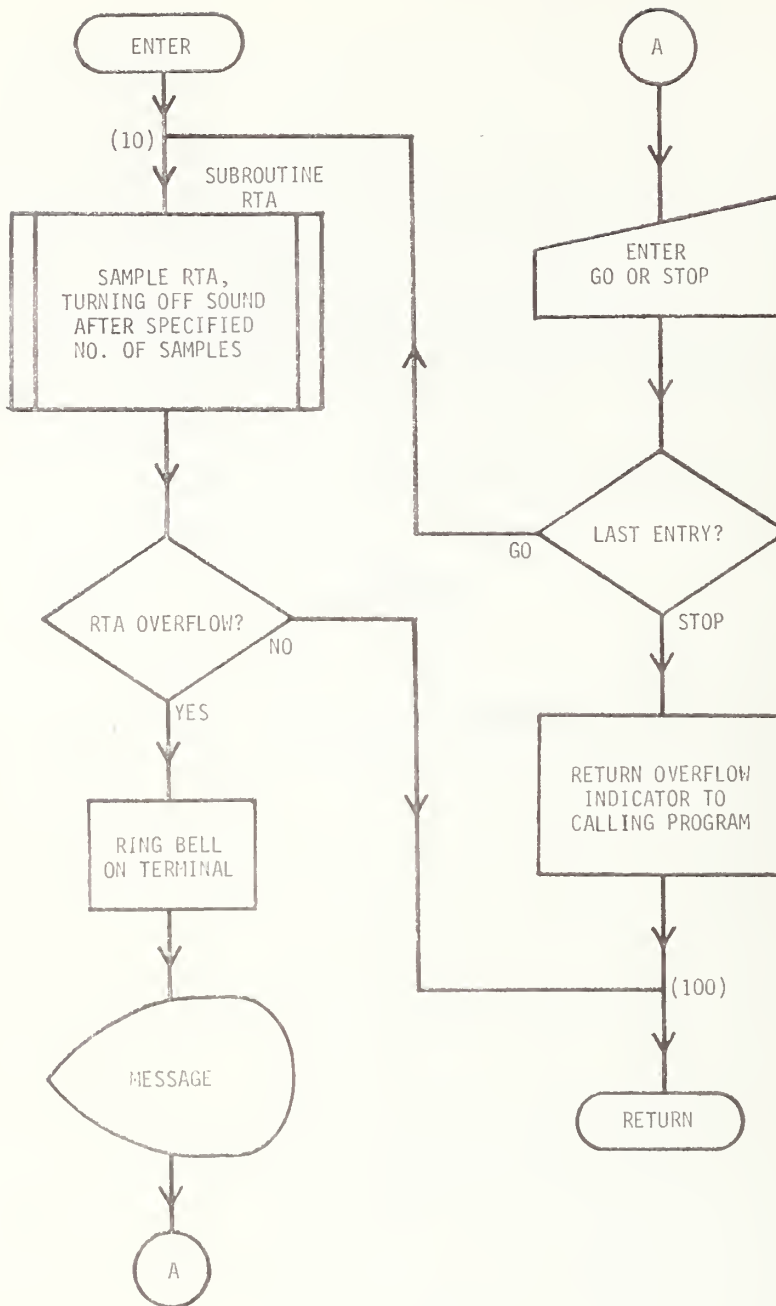 ENTER
(10)
SUBROUTINE
RTA
SAMPLE RTA,
TURNING OFF SOUND
AFTER SPECIFIED
NO. OF SAMPLES
RTA OVERFLOW?
NO
YES
RING BELL
ON TERMINAL
MESSAGE
A
A
ENTER
GO OR STOP
LAST ENTRY?
GO
STOP
RETURN OVERFLOW
INDICATOR TO
CALLING PROGRAM
(100)
RETURN